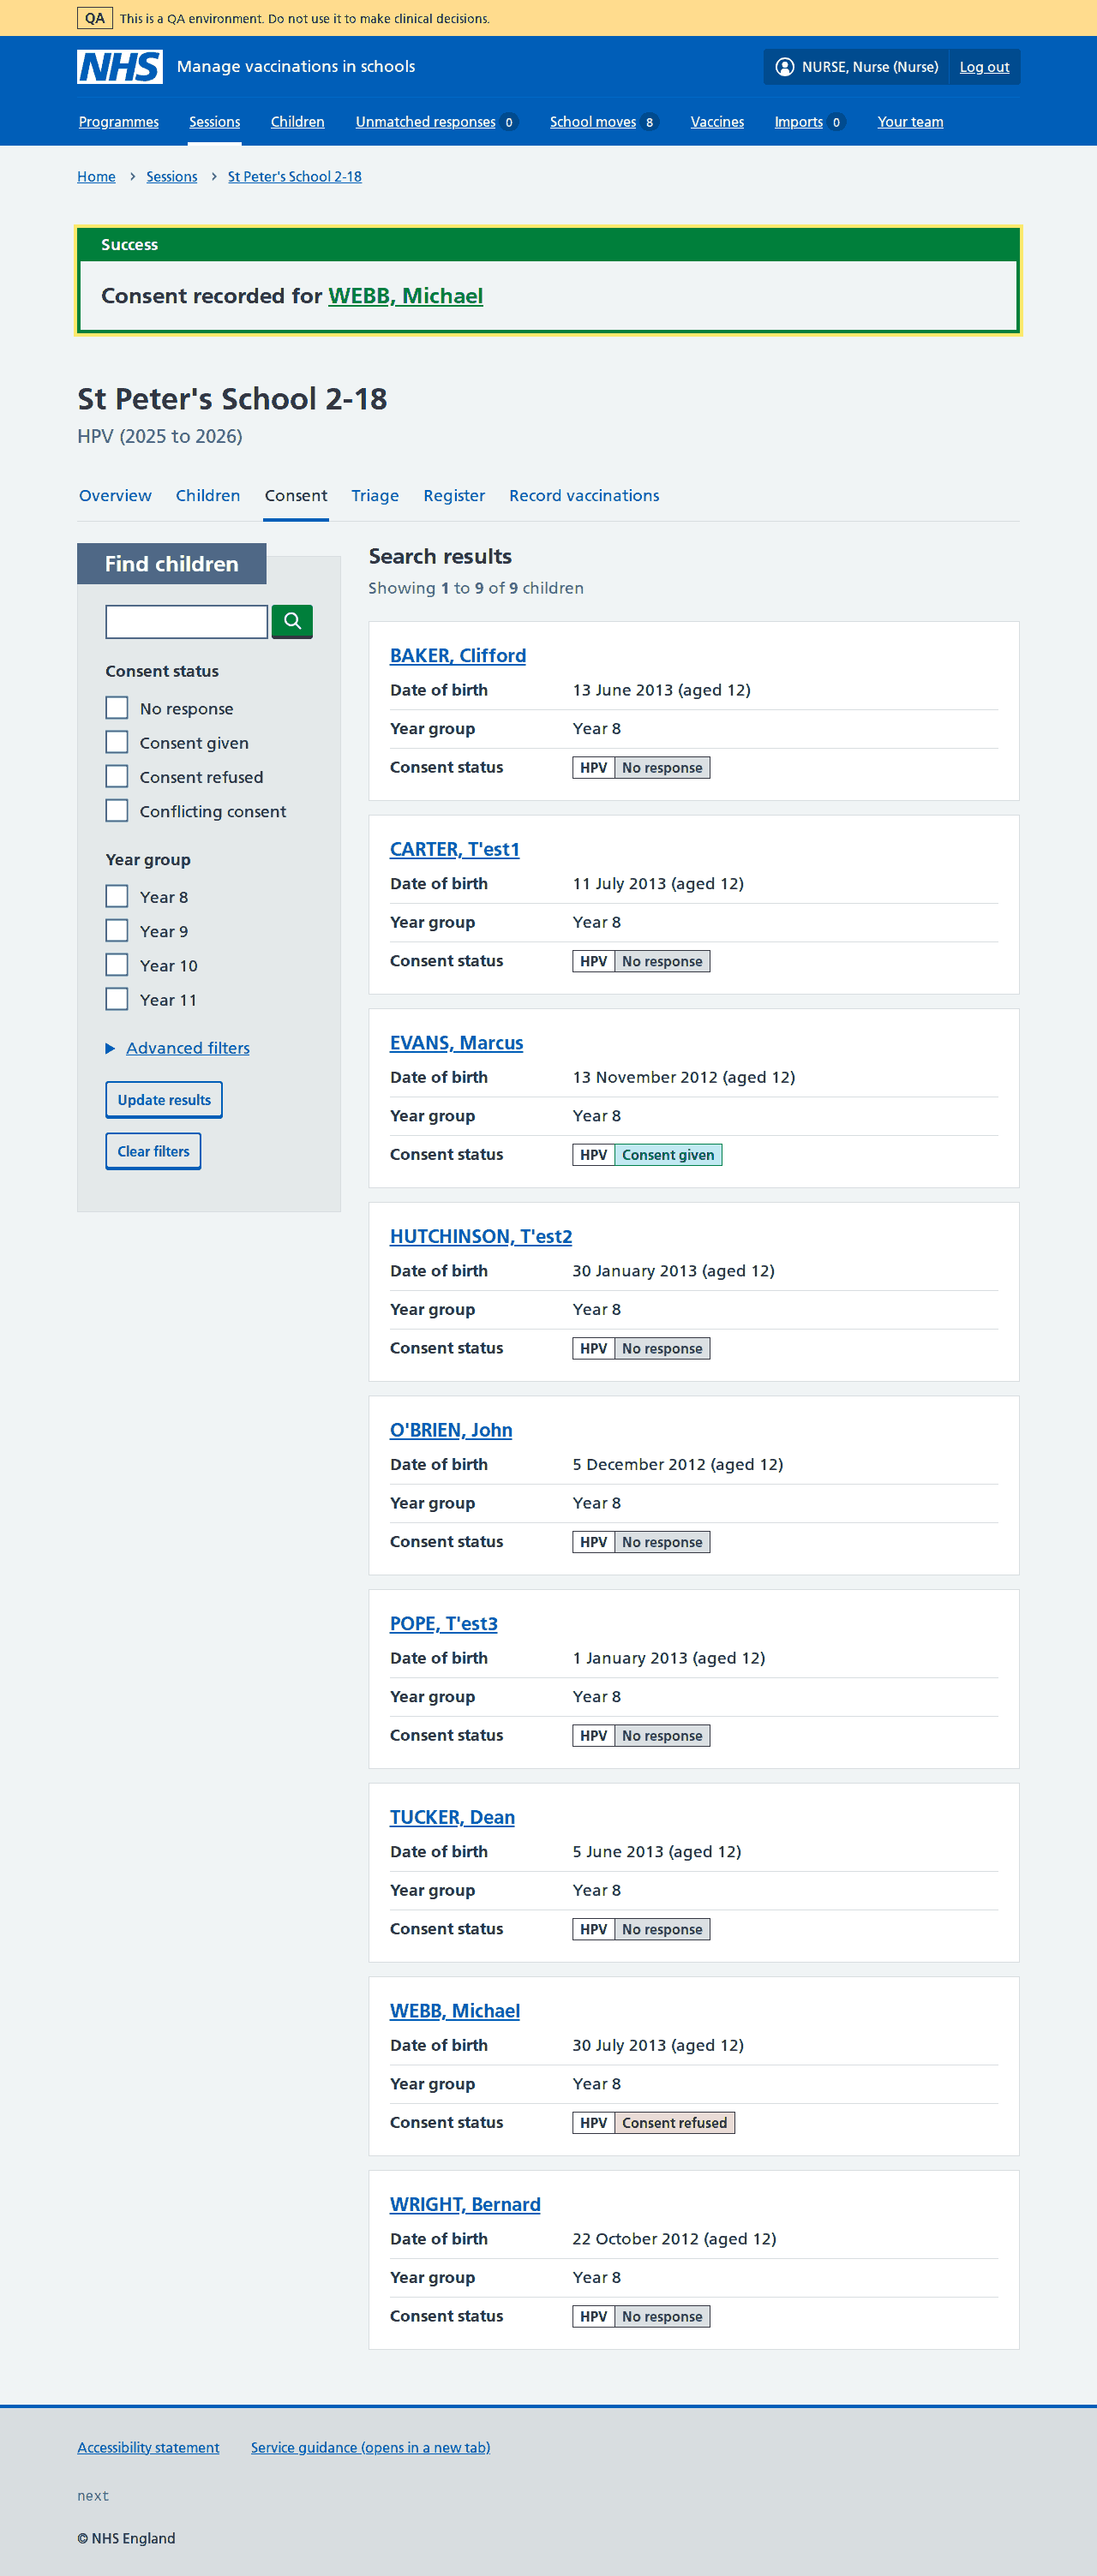 QA This is a QA environment. Do not use it to make clinical decisions.
NHS Manage vaccinations in schools NURSE, Nurse (Nurse) Log out
Programmes Sessions Children Unmatched responses 0 School moves 8 Vaccines Imports 0 Your team
Home > Sessions > St Peter's School 2-18
Success
Consent recorded for WEBB, Michael
St Peter's School 2-18
HPV (2025 to 2026)
Overview Children Consent Triage Register Record vaccinations
Find children
Consent status
No response
Consent given
Consent refused
Conflicting consent
Year group
Year 8
Year 9
Year 10
Year 11
Advanced filters
Update results
Clear filters
Search results
Showing 1 to 9 of 9 children
BAKER, Clifford
Date of birth 13 June 2013 (aged 12)
Year group Year 8
Consent status HPV No response
CARTER, T'est1
Date of birth 11 July 2013 (aged 12)
Year group Year 8
Consent status HPV No response
EVANS, Marcus
Date of birth 13 November 2012 (aged 12)
Year group Year 8
Consent status HPV Consent given
HUTCHINSON, T'est2
Date of birth 30 January 2013 (aged 12)
Year group Year 8
Consent status HPV No response
O'BRIEN, John
Date of birth 5 December 2012 (aged 12)
Year group Year 8
Consent status HPV No response
POPE, T'est3
Date of birth 1 January 2013 (aged 12)
Year group Year 8
Consent status HPV No response
TUCKER, Dean
Date of birth 5 June 2013 (aged 12)
Year group Year 8
Consent status HPV No response
WEBB, Michael
Date of birth 30 July 2013 (aged 12)
Year group Year 8
Consent status HPV Consent refused
WRIGHT, Bernard
Date of birth 22 October 2012 (aged 12)
Year group Year 8
Consent status HPV No response
Accessibility statement Service guidance (opens in a new tab)
next
© NHS England